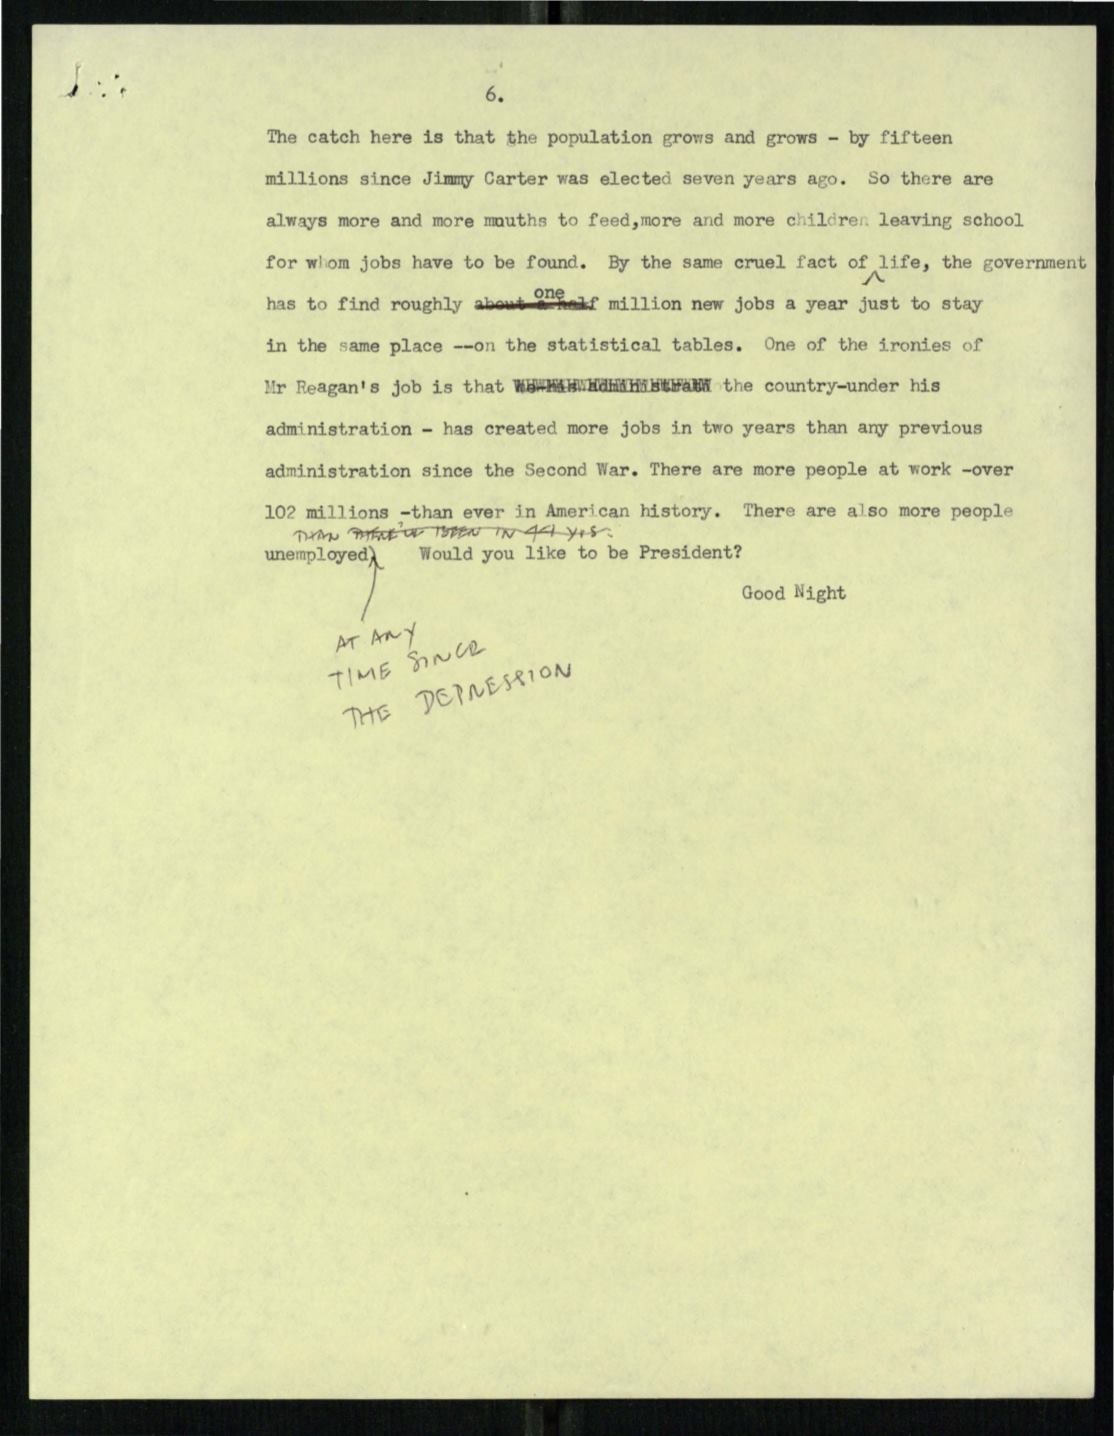 6.
The catch here is that the population grows and grows - by fifteen
millions since Jimmy Carter was elected seven years ago. So there are
always more and more mouths to feed,more and more children leaving school
for whom jobs have to be found. By the same cruel fact of life, the government
one
has to find roughly about a half million new jobs a year just to stay
in the same place --on the statistical tables. One of the ironies of
Mr Reagan's job is that the country-under his
administration - has created more jobs in two years than any previous
administration since the Second War. There are more people at work -over
102 millions -than ever in American history. There are also more people
THAN THERE'VE BEEN IN 44 YRS.
unemployed Would you like to be President?
Good Night
AT ANY
TIME SINCE
THE DEPRESSION